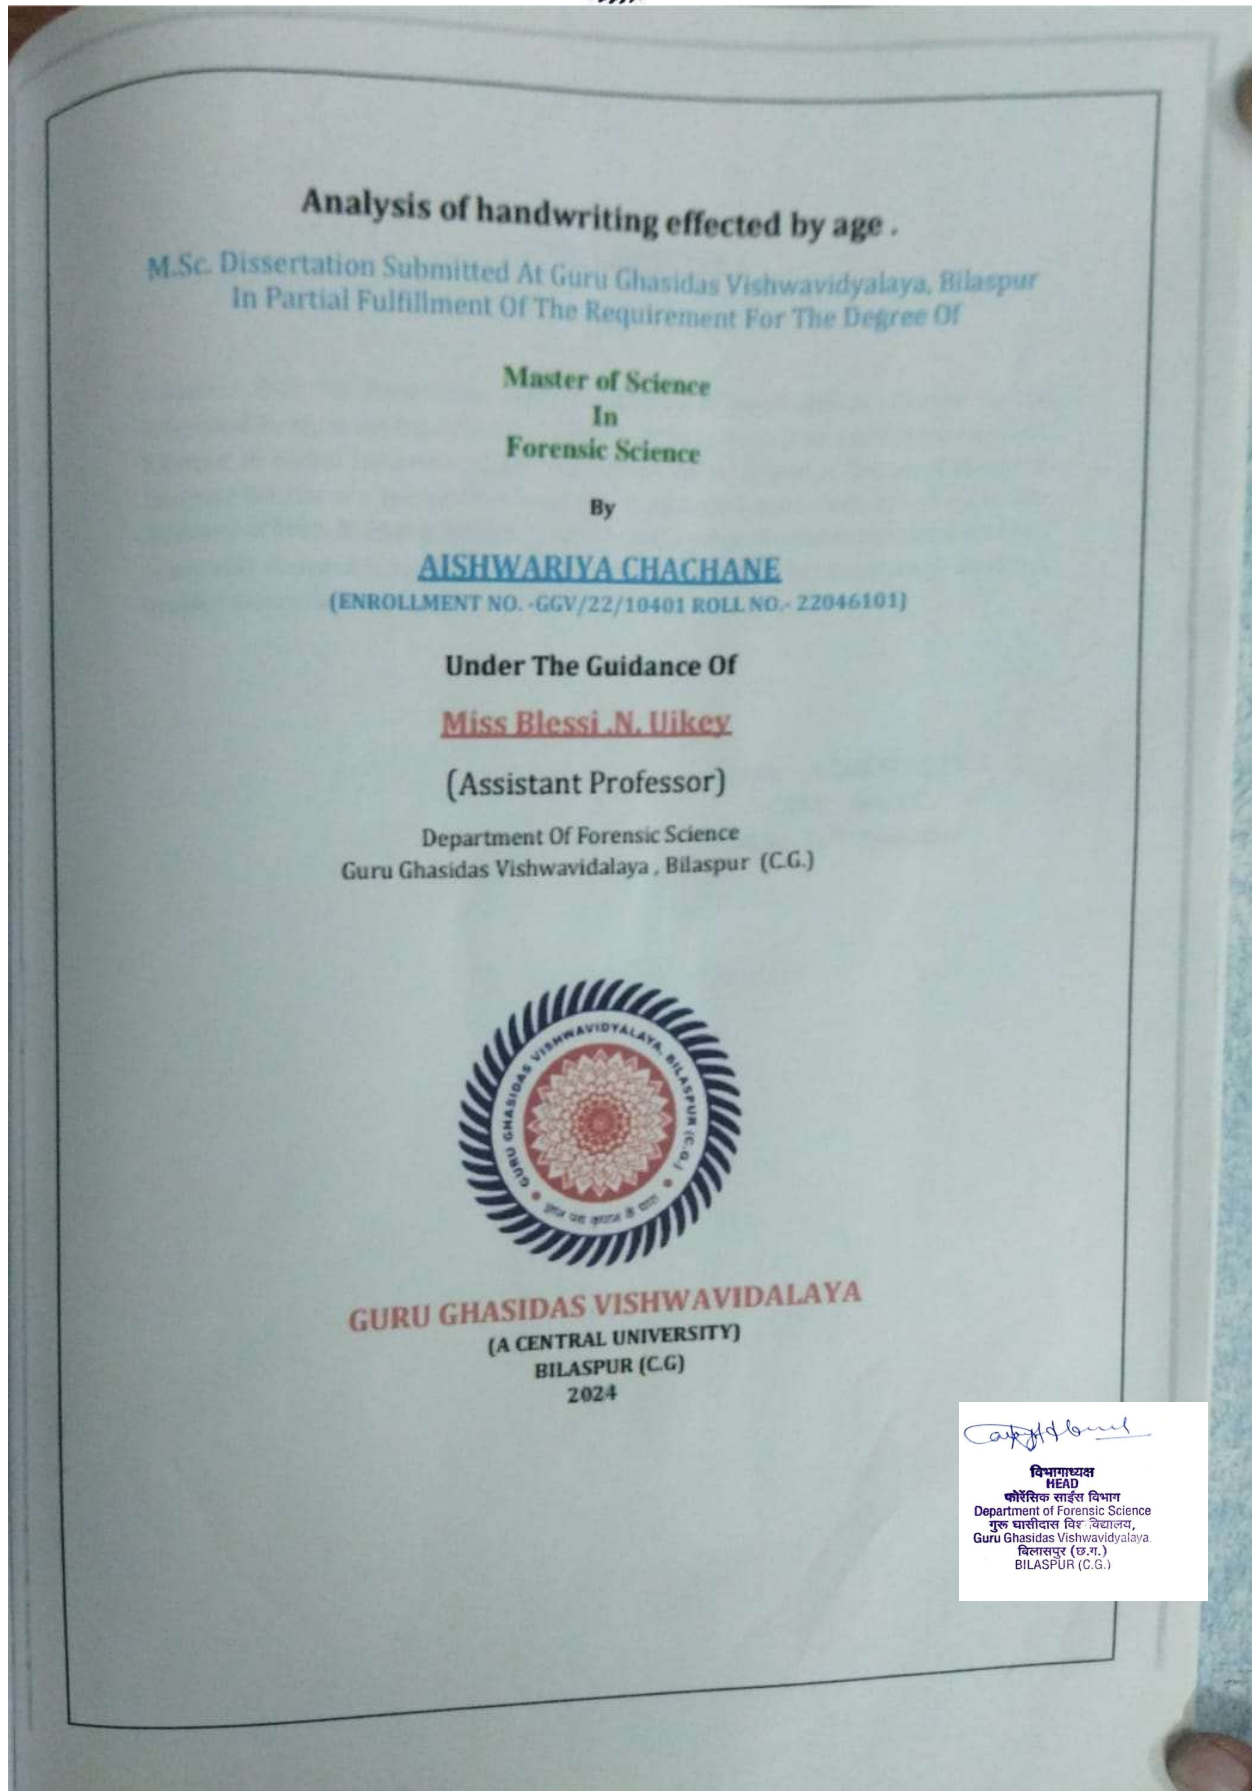 Analysis of handwriting effected by age .
M.Sc. Dissertation Submitted At Guru Ghasidas Vishwavidyalaya, Bilaspur
In Partial Fulfillment Of The Requirement For The Degree Of
Master of Science
In
Forensic Science
By
AISHWARIYA CHACHANE
(ENROLLMENT NO. -GGV/22/10401 ROLL NO.- 22046101)
Under The Guidance Of
Miss Blessi .N. Uikey
(Assistant Professor)
Department Of Forensic Science
Guru Ghasidas Vishwavidalaya , Bilaspur (C.G.)
GURU GHASIDAS VISHWAVIDYALAYA, BILASPUR (C.G.)
GURU GHASIDAS VISHWAVIDALAYA
(A CENTRAL UNIVERSITY)
BILASPUR (C.G)
2024
विभागाध्यक्ष
HEAD
फोरेंसिक साईंस विभाग
Department of Forensic Science
गुरू घासीदास विश्वविद्यालय,
Guru Ghasidas Vishwavidyalaya,
बिलासपुर (छ.ग.)
BILASPUR (C.G.)